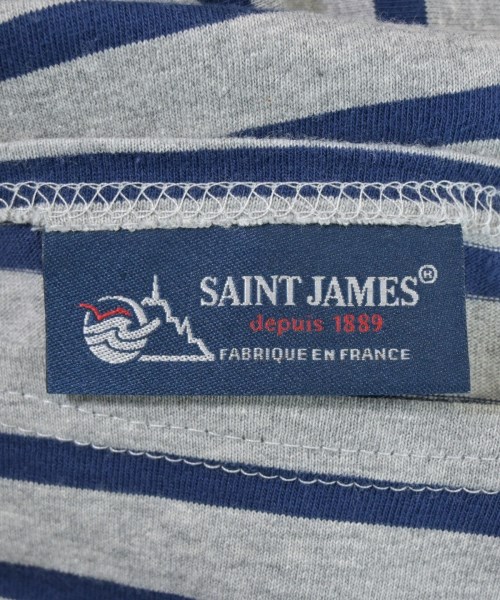 SAINT JAMES®
depuis 1889
FABRIQUE EN FRANCE